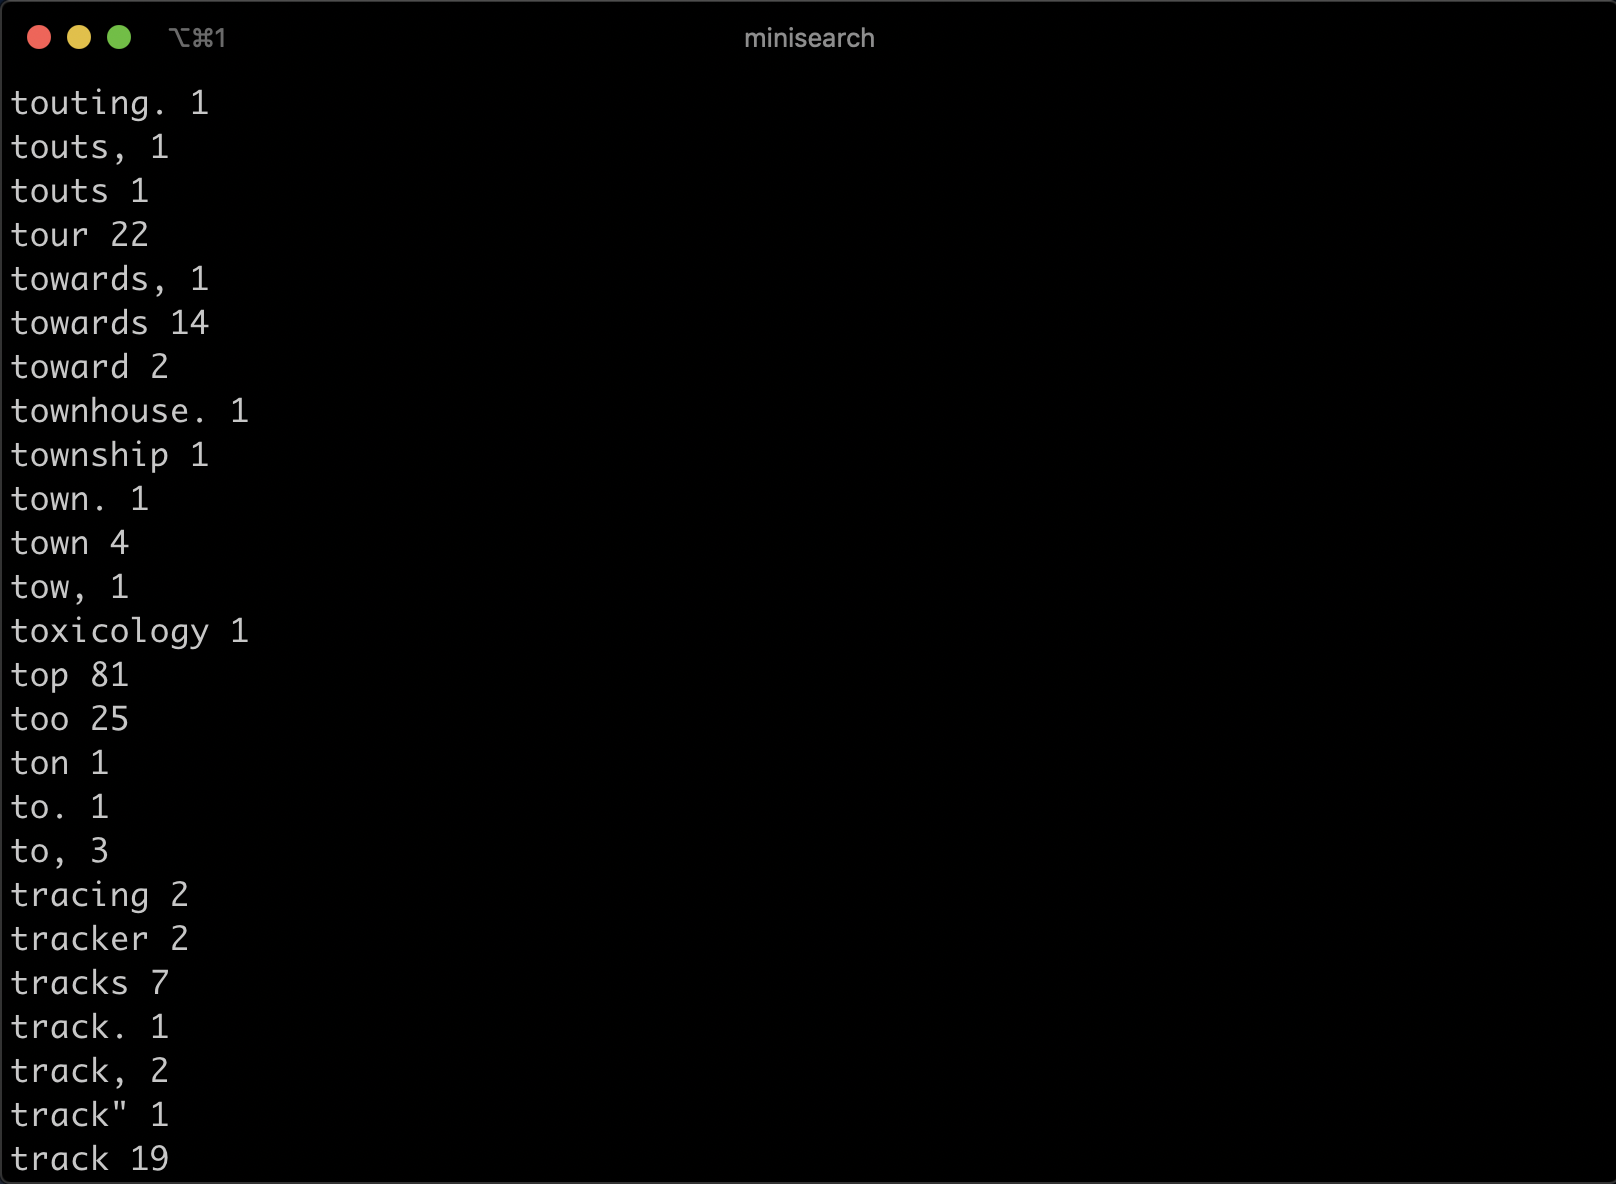 ⌥⌘1
minisearch
touting. 1
touts, 1
touts 1
tour 22
towards, 1
towards 14
toward 2
townhouse. 1
township 1
town. 1
town 4
tow, 1
toxicology 1
top 81
too 25
ton 1
to. 1
to, 3
tracing 2
tracker 2
tracks 7
track. 1
track, 2
track" 1
track 19